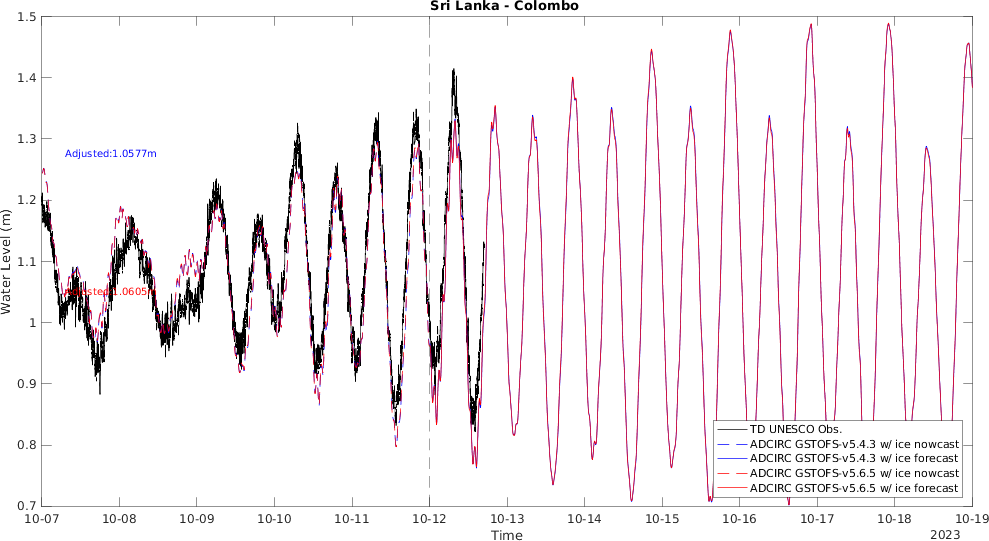 Sri Lanka - Colombo
Water Level (m)
1.5
1.4
1.3
1.2
1.1
1
0.9
0.8
0.7
Adjusted:1.0577m
Adjusted:1.0605m
TD UNESCO Obs.
ADCIRC GSTOFS-v5.4.3 w/ ice nowcast
ADCIRC GSTOFS-v5.4.3 w/ ice forecast
ADCIRC GSTOFS-v5.6.5 w/ ice nowcast
ADCIRC GSTOFS-v5.6.5 w/ ice forecast
10-07 10-08 10-09 10-10 10-11 10-12 10-13 10-14 10-15 10-16 10-17 10-18 10-19
Time
2023